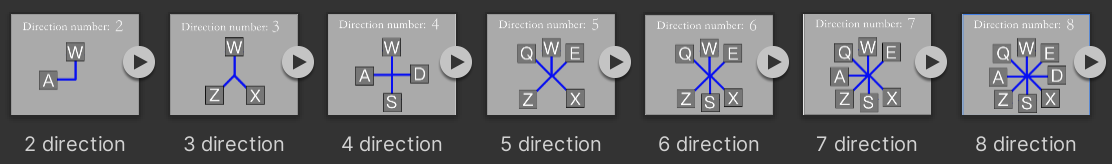 Direction number: 2
W
A
2 direction
Direction number: 3
W
Z X
3 direction
Direction number: 4
W
A D
S
4 direction
Direction number: 5
Q W E
Z X
5 direction
Direction number: 6
Q W E
Z S X
6 direction
Direction number: 7
Q W E
A
Z S X
7 direction
Direction number: 8
Q W E
A D
Z S X
8 direction